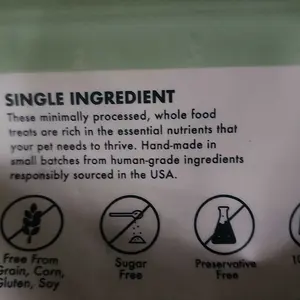 SINGLE INGREDIENT
These minimally processed, whole food
treats are rich in the essential nutrients that
your pet needs to thrive. Hand-made in
small batches from human-grade ingredients
responsibly sourced in the USA.
Free From
Grain, Corn,
Gluten, Soy
Sugar
Free
Preservative
Free